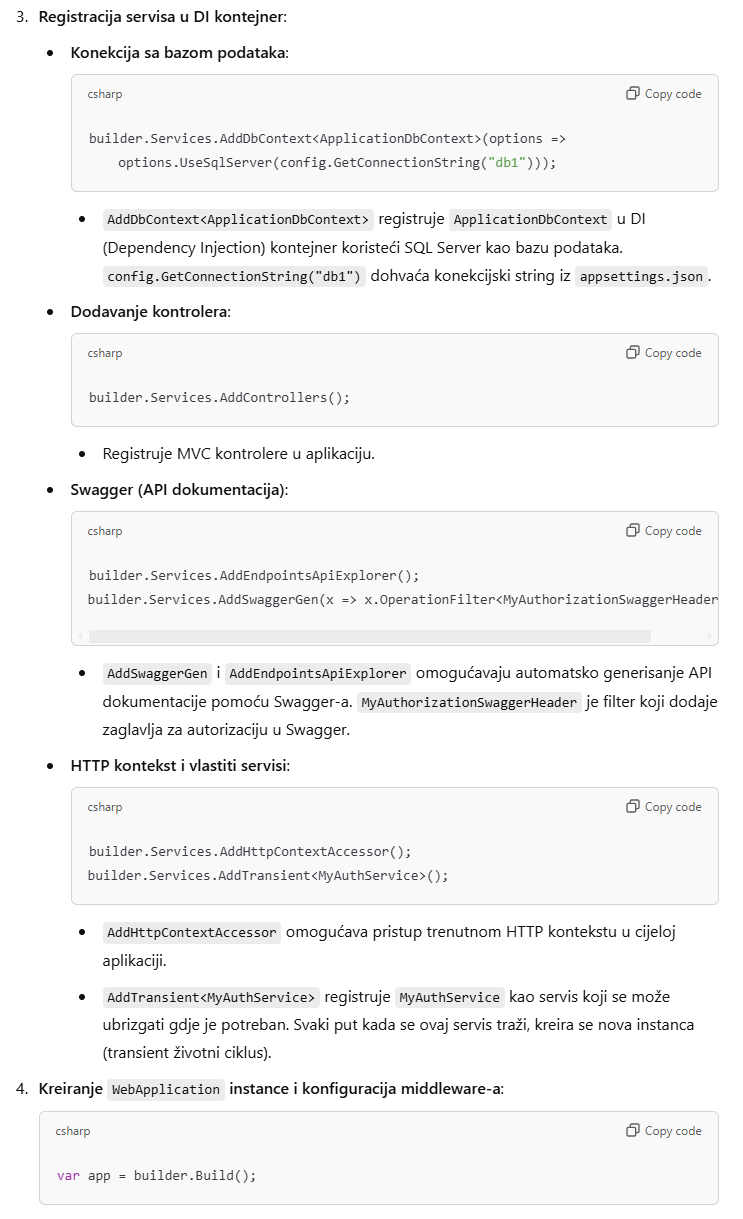 3. Registracija servisa u DI kontejner:
• Konekcija sa bazom podataka:
csharp Copy code
builder.Services.AddDbContext<ApplicationDbContext>(options =>
    options.UseSqlServer(config.GetConnectionString("db1")));
• AddDbContext<ApplicationDbContext> registruje ApplicationDbContext u DI
(Dependency Injection) kontejner koristeći SQL Server kao bazu podataka.
config.GetConnectionString("db1") dohvaća konekcijski string iz appsettings.json.
• Dodavanje kontrolera:
csharp Copy code
builder.Services.AddControllers();
• Registruje MVC kontrolere u aplikaciju.
• Swagger (API dokumentacija):
csharp Copy code
builder.Services.AddEndpointsApiExplorer();
builder.Services.AddSwaggerGen(x => x.OperationFilter<MyAuthorizationSwaggerHeader
• AddSwaggerGen i AddEndpointsApiExplorer omogućavaju automatsko generisanje API
dokumentacije pomoću Swagger-a. MyAuthorizationSwaggerHeader je filter koji dodaje
zaglavlja za autorizaciju u Swagger.
• HTTP kontekst i vlastiti servisi:
csharp Copy code
builder.Services.AddHttpContextAccessor();
builder.Services.AddTransient<MyAuthService>();
• AddHttpContextAccessor omogućava pristup trenutnom HTTP kontekstu u cijeloj
aplikaciji.
• AddTransient<MyAuthService> registruje MyAuthService kao servis koji se može
ubrizgati gdje je potreban. Svaki put kada se ovaj servis traži, kreira se nova instanca
(transient životni ciklus).
4. Kreiranje WebApplication instance i konfiguracija middleware-a:
csharp Copy code
var app = builder.Build();